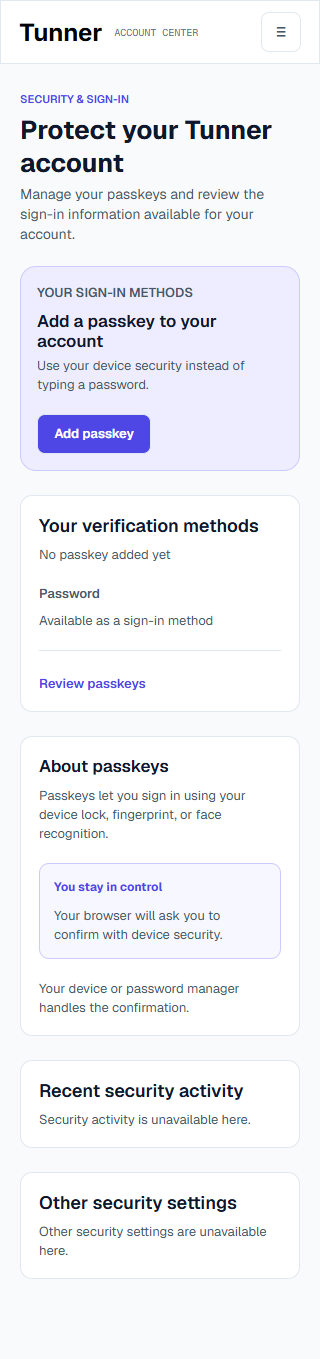 Tunner ACCOUNT CENTER ☰
SECURITY & SIGN-IN
Protect your Tunner
account
Manage your passkeys and review the
sign-in information available for your
account.
YOUR SIGN-IN METHODS
Add a passkey to your
account
Use your device security instead of
typing a password.
Add passkey
Your verification methods
No passkey added yet
Password
Available as a sign-in method
Review passkeys
About passkeys
Passkeys let you sign in using your
device lock, fingerprint, or face
recognition.
You stay in control
Your browser will ask you to
confirm with device security.
Your device or password manager
handles the confirmation.
Recent security activity
Security activity is unavailable here.
Other security settings
Other security settings are unavailable
here.